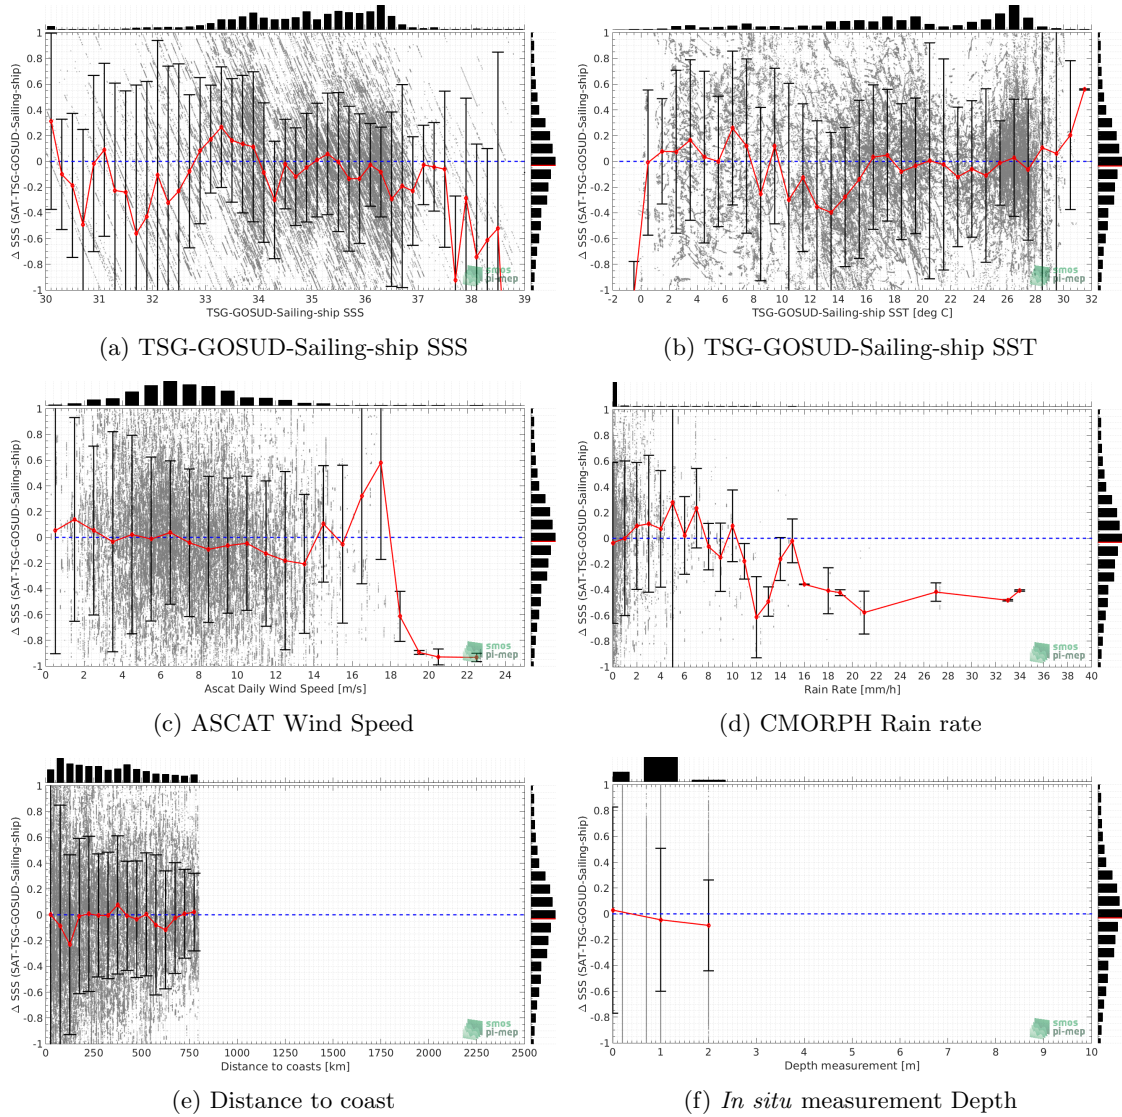 Δ SSS (SAT-TSG-GOSUD-Sailing-ship)
1
0.8
0.6
0.4
0.2
0
-0.2
-0.4
-0.6
-0.8
-1
30 31 32 33 34 35 36 37 38 39
TSG-GOSUD-Sailing-ship SSS
smos
pi-mep
(a) TSG-GOSUD-Sailing-ship SSS
Δ SSS (SAT-TSG-GOSUD-Sailing-ship)
1
0.8
0.6
0.4
0.2
0
-0.2
-0.4
-0.6
-0.8
-1
-2 0 2 4 6 8 10 12 14 16 18 20 22 24 26 28 30 32
TSG-GOSUD-Sailing-ship SST [deg C]
smos
pi-mep
(b) TSG-GOSUD-Sailing-ship SST
Δ SSS (SAT-TSG-GOSUD-Sailing-ship)
1
0.8
0.6
0.4
0.2
0
-0.2
-0.4
-0.6
-0.8
-1
0 2 4 6 8 10 12 14 16 18 20 22 24
Ascat Daily Wind Speed [m/s]
smos
pi-mep
(c) ASCAT Wind Speed
Δ SSS (SAT-TSG-GOSUD-Sailing-ship)
1
0.8
0.6
0.4
0.2
0
-0.2
-0.4
-0.6
-0.8
-1
0 2 4 6 8 10 12 14 16 18 20 22 24 26 28 30 32 34 36 38 40
Rain Rate [mm/h]
smos
pi-mep
(d) CMORPH Rain rate
Δ SSS (SAT-TSG-GOSUD-Sailing-ship)
1
0.8
0.6
0.4
0.2
0
-0.2
-0.4
-0.6
-0.8
-1
0 250 500 750 1000 1250 1500 1750 2000 2250 2500
Distance to coasts [km]
smos
pi-mep
(e) Distance to coast
Δ SSS (SAT-TSG-GOSUD-Sailing-ship)
1
0.8
0.6
0.4
0.2
0
-0.2
-0.4
-0.6
-0.8
-1
0 1 2 3 4 5 6 7 8 9 10
Depth measurement [m]
smos
pi-mep
(f) In situ measurement Depth